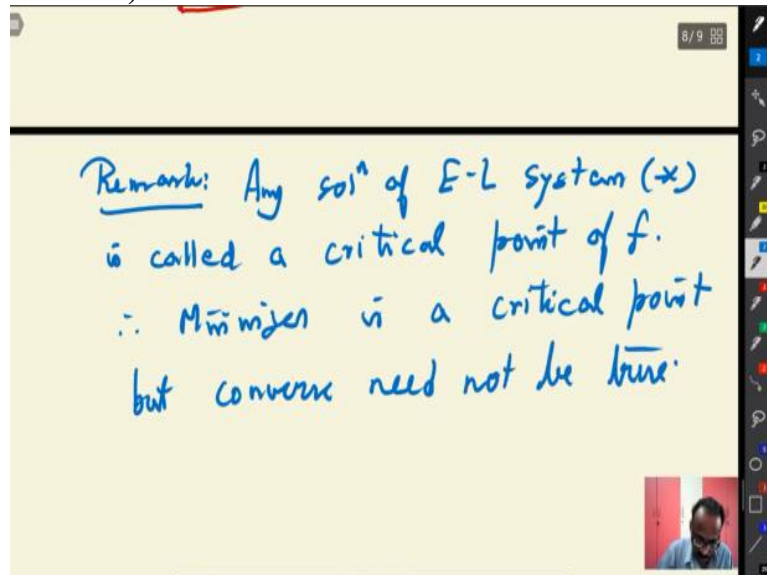 8/9
Remark: Any solⁿ of E-L system (*)
is called a critical point of f.
∴ Minimizer is a critical point
but converse need not be true.